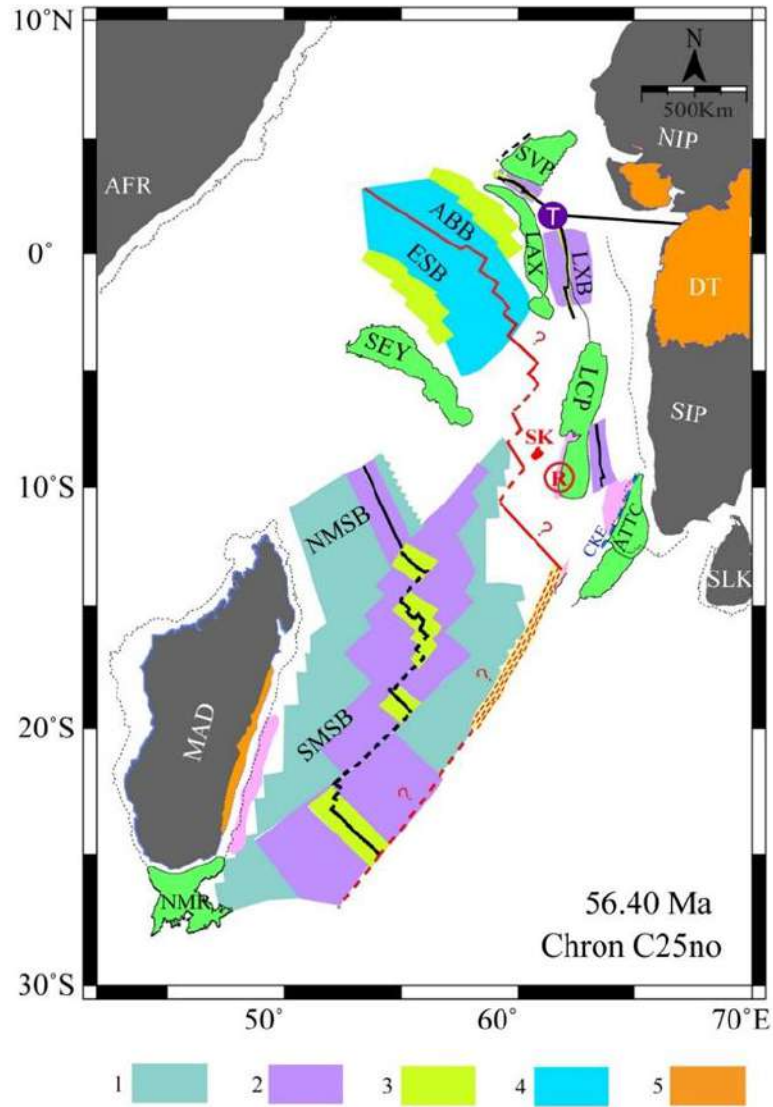 10°N
N
500Km
NIP
AFR
SVP
T
ABB
LAX
LXB
0°
ESB
DT
?
SEY
LCP
SIP
SK
R
10°S
NMSB
?
CKF
ATTC
SLK
?
MAD
20°S
SMSB
?
NMR
56.40 Ma
Chron C25no
30°S
50°
60°
70°E
1
2
3
4
5